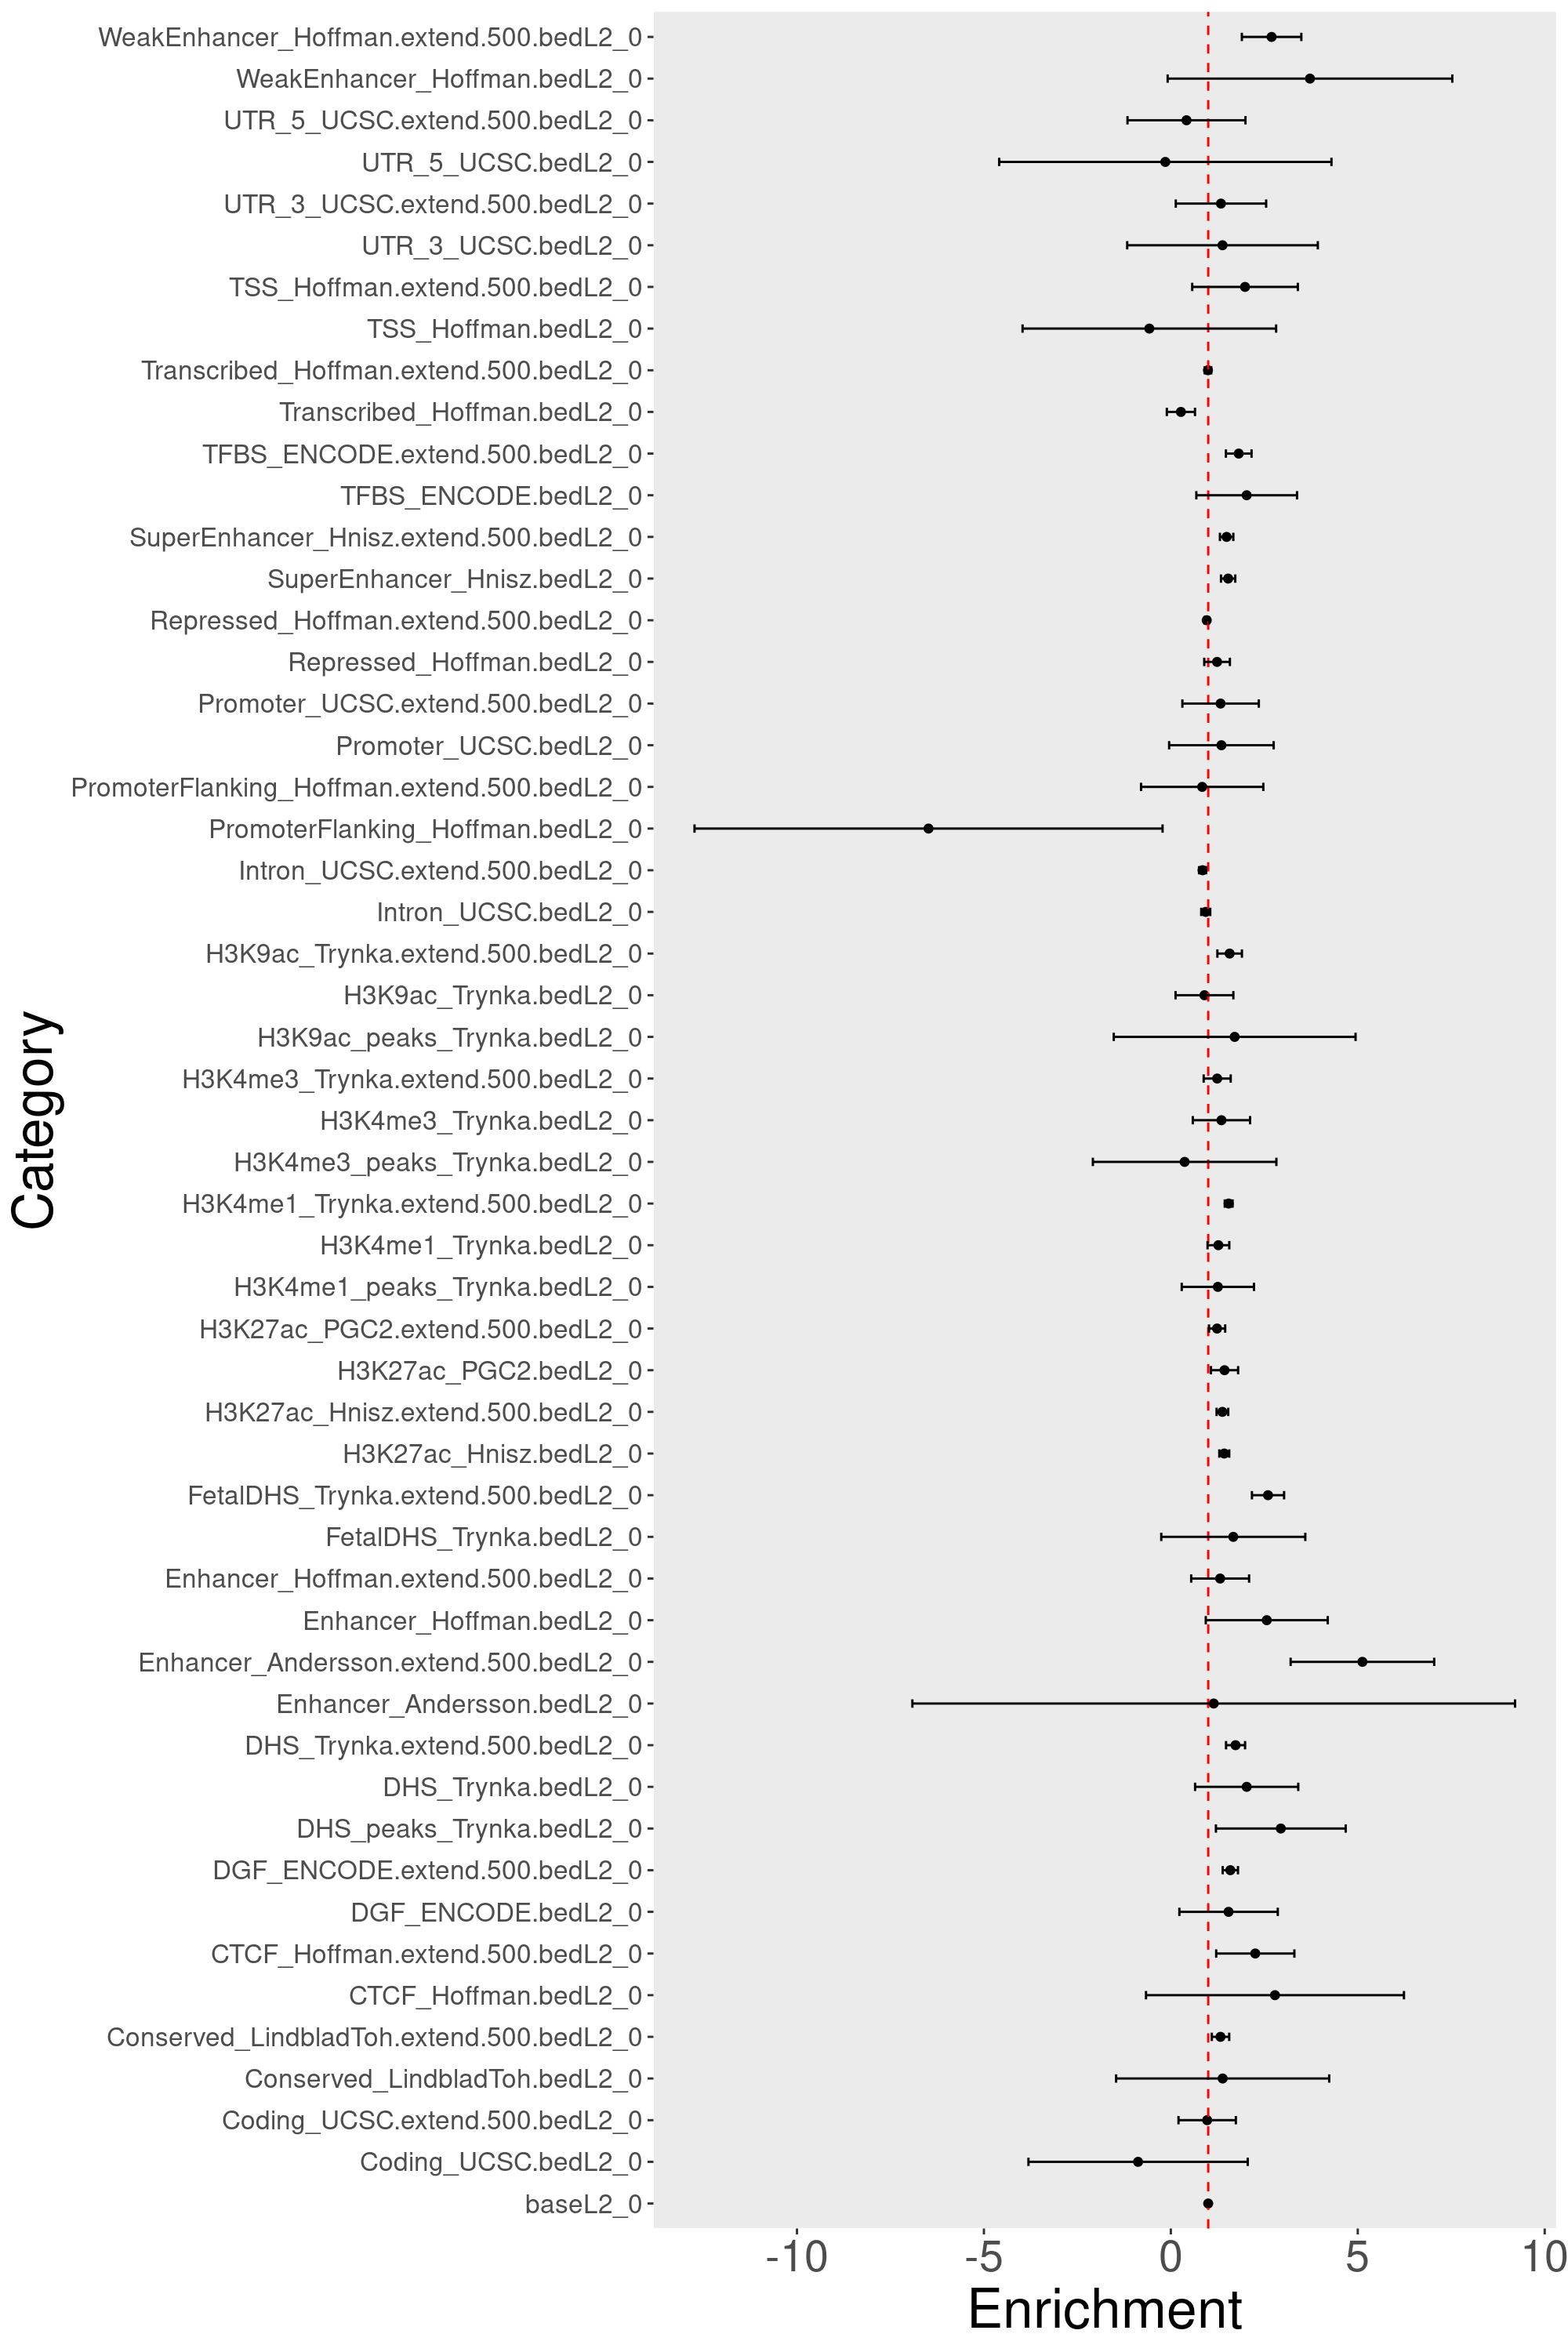 WeakEnhancer_Hoffman.extend.500.bedL2_0
WeakEnhancer_Hoffman.bedL2_0
UTR_5_UCSC.extend.500.bedL2_0
UTR_5_UCSC.bedL2_0
UTR_3_UCSC.extend.500.bedL2_0
UTR_3_UCSC.bedL2_0
TSS_Hoffman.extend.500.bedL2_0
TSS_Hoffman.bedL2_0
Transcribed_Hoffman.extend.500.bedL2_0
Transcribed_Hoffman.bedL2_0
TFBS_ENCODE.extend.500.bedL2_0
TFBS_ENCODE.bedL2_0
SuperEnhancer_Hnisz.extend.500.bedL2_0
SuperEnhancer_Hnisz.bedL2_0
Repressed_Hoffman.extend.500.bedL2_0
Repressed_Hoffman.bedL2_0
Promoter_UCSC.extend.500.bedL2_0
Promoter_UCSC.bedL2_0
PromoterFlanking_Hoffman.extend.500.bedL2_0
PromoterFlanking_Hoffman.bedL2_0
Intron_UCSC.extend.500.bedL2_0
Intron_UCSC.bedL2_0
H3K9ac_Trynka.extend.500.bedL2_0
H3K9ac_Trynka.bedL2_0
H3K9ac_peaks_Trynka.bedL2_0
H3K4me3_Trynka.extend.500.bedL2_0
H3K4me3_Trynka.bedL2_0
H3K4me3_peaks_Trynka.bedL2_0
H3K4me1_Trynka.extend.500.bedL2_0
H3K4me1_Trynka.bedL2_0
H3K4me1_peaks_Trynka.bedL2_0
H3K27ac_PGC2.extend.500.bedL2_0
H3K27ac_PGC2.bedL2_0
H3K27ac_Hnisz.extend.500.bedL2_0
H3K27ac_Hnisz.bedL2_0
FetalDHS_Trynka.extend.500.bedL2_0
FetalDHS_Trynka.bedL2_0
Enhancer_Hoffman.extend.500.bedL2_0
Enhancer_Hoffman.bedL2_0
Enhancer_Andersson.extend.500.bedL2_0
Enhancer_Andersson.bedL2_0
DHS_Trynka.extend.500.bedL2_0
DHS_Trynka.bedL2_0
DHS_peaks_Trynka.bedL2_0
DGF_ENCODE.extend.500.bedL2_0
DGF_ENCODE.bedL2_0
CTCF_Hoffman.extend.500.bedL2_0
CTCF_Hoffman.bedL2_0
Conserved_LindbladToh.extend.500.bedL2_0
Conserved_LindbladToh.bedL2_0
Coding_UCSC.extend.500.bedL2_0
Coding_UCSC.bedL2_0
baseL2_0
Category
-10 -5 0 5 10
Enrichment